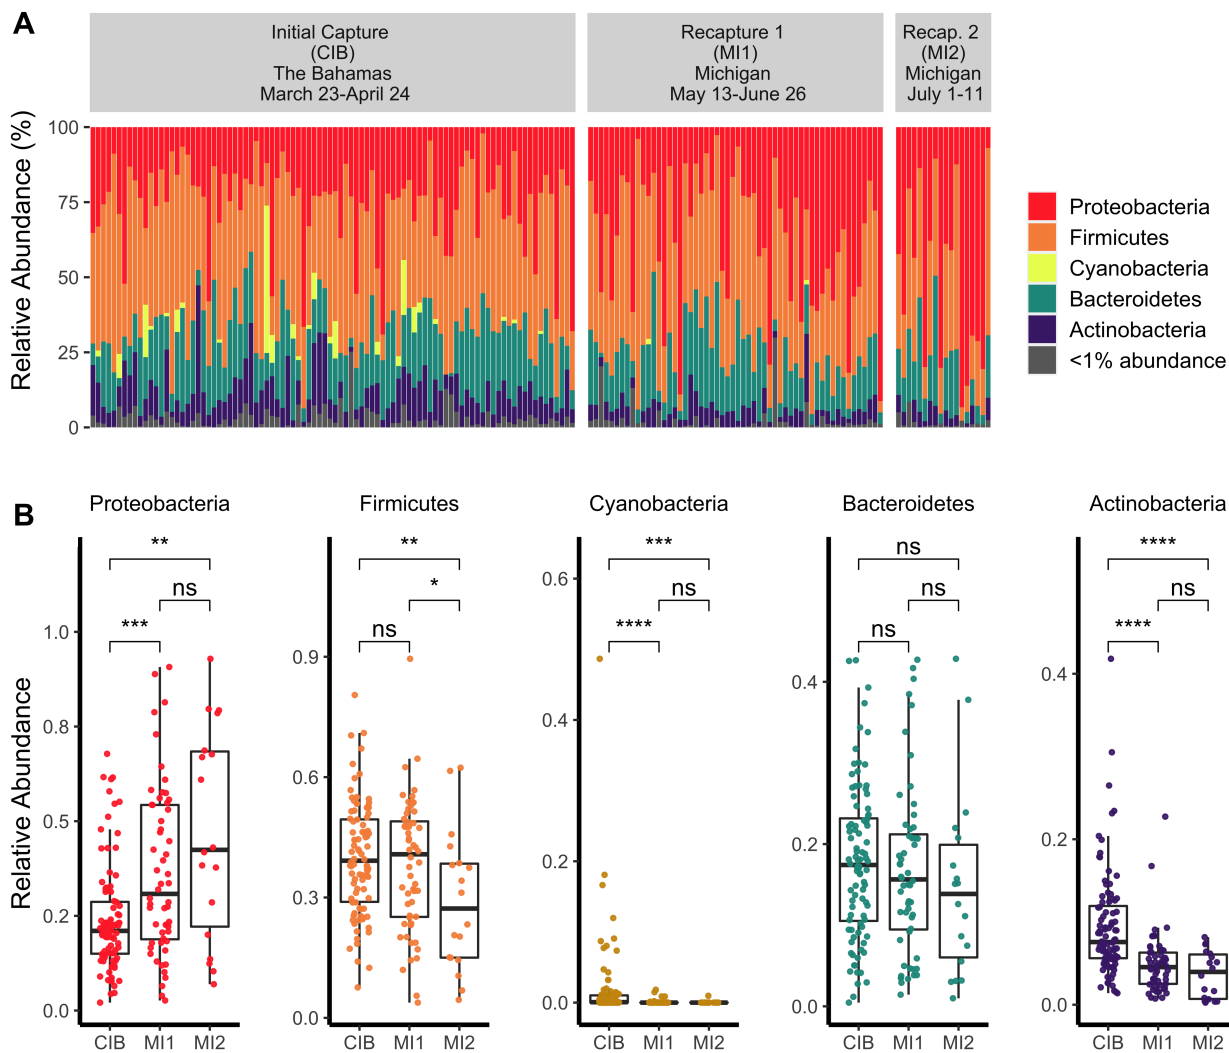 A
Initial Capture
(CIB)
The Bahamas
March 23-April 24
Recapture 1
(MI1)
Michigan
May 13-June 26
Recap. 2
(MI2)
Michigan
July 1-11
Relative Abundance (%)
100
75
50
25
0
Proteobacteria
Firmicutes
Cyanobacteria
Bacteroidetes
Actinobacteria
<1% abundance
B
Relative Abundance
Proteobacteria
**
ns
***
1.0
0.8
0.5
0.2
0.0
CIB MI1 MI2
Firmicutes
**
*
ns
0.9
0.6
0.3
0.0
CIB MI1 MI2
Cyanobacteria
***
ns
****
0.6
0.4
0.2
0.0
CIB MI1 MI2
Bacteroidetes
ns
ns
ns
0.4
0.2
0.0
CIB MI1 MI2
Actinobacteria
****
ns
****
0.4
0.2
0.0
CIB MI1 MI2